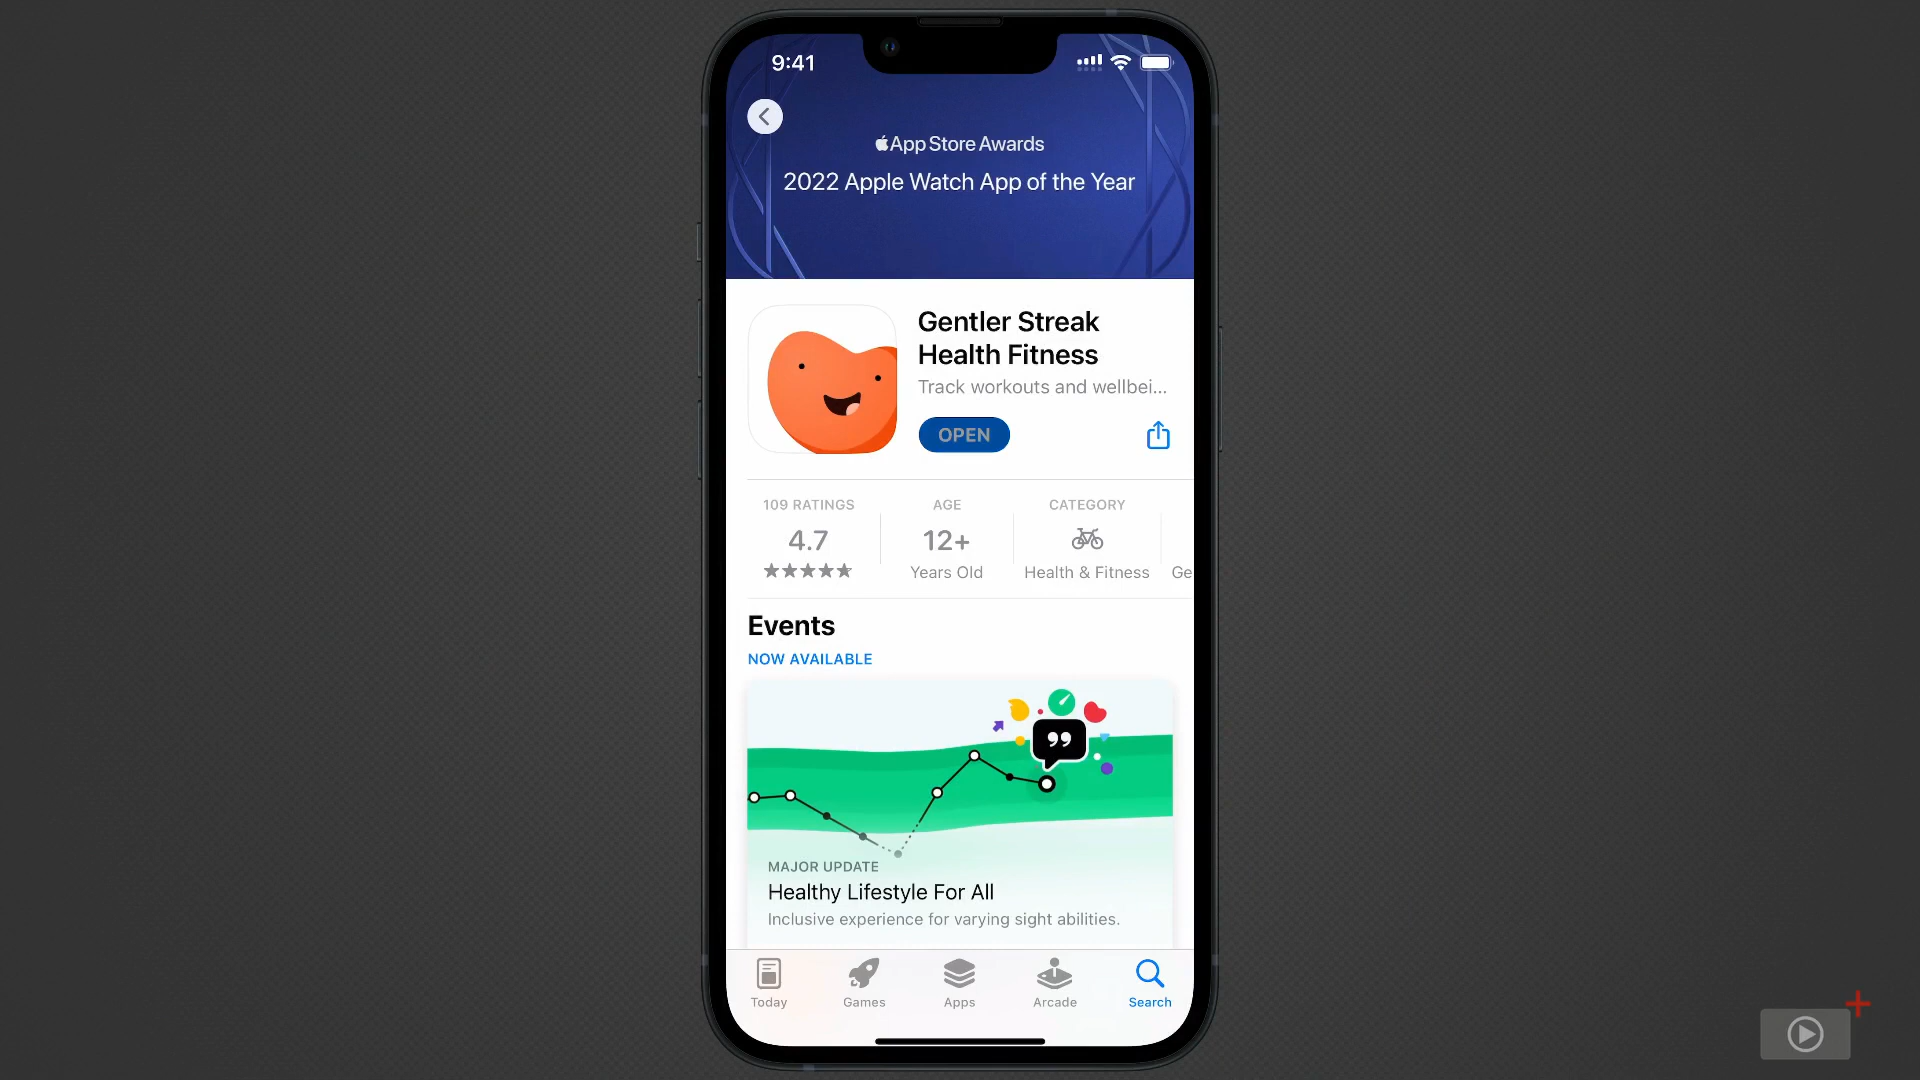 9:41
App Store Awards
2022 Apple Watch App of the Year
Gentler Streak
Health Fitness
Track workouts and wellbei...
OPEN
109 RATINGS
4.7
AGE
12+
Years Old
CATEGORY
Health & Fitness
Ge
Events
NOW AVAILABLE
MAJOR UPDATE
Healthy Lifestyle For All
Inclusive experience for varying sight abilities.
Today
Games
Apps
Arcade
Search